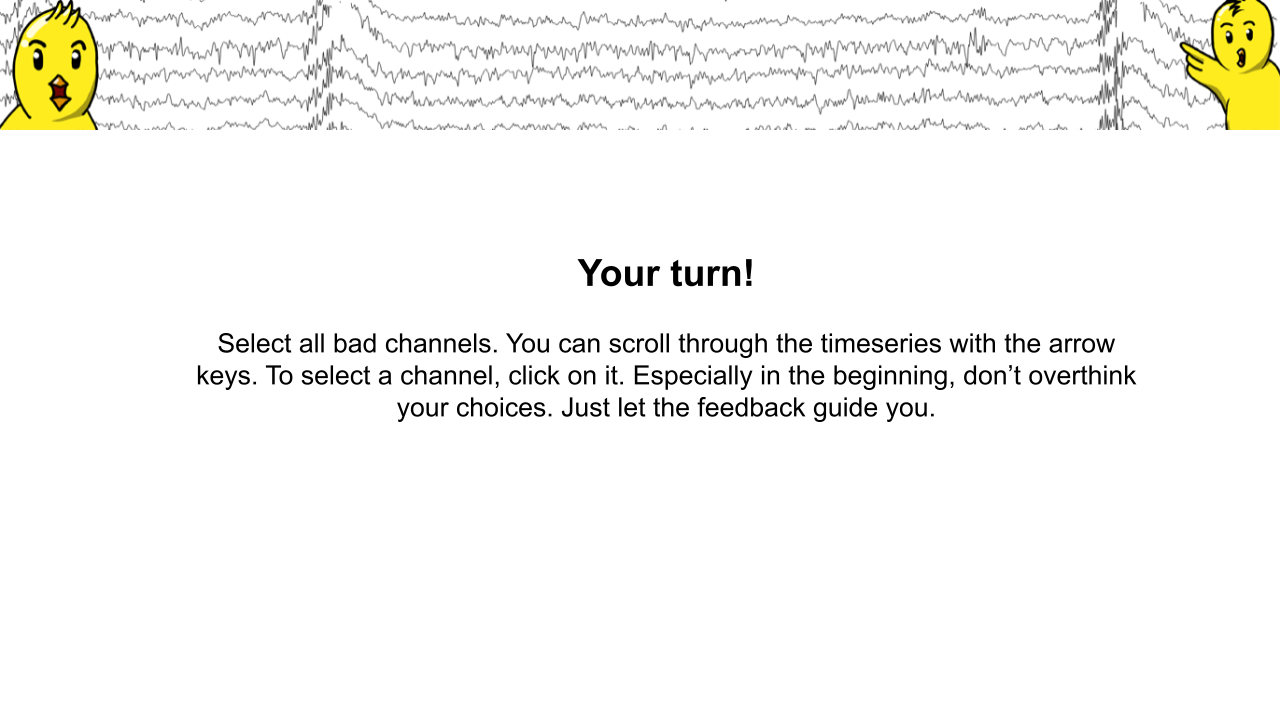 Your turn!
Select all bad channels. You can scroll through the timeseries with the arrow
keys. To select a channel, click on it. Especially in the beginning, don’t overthink
your choices. Just let the feedback guide you.